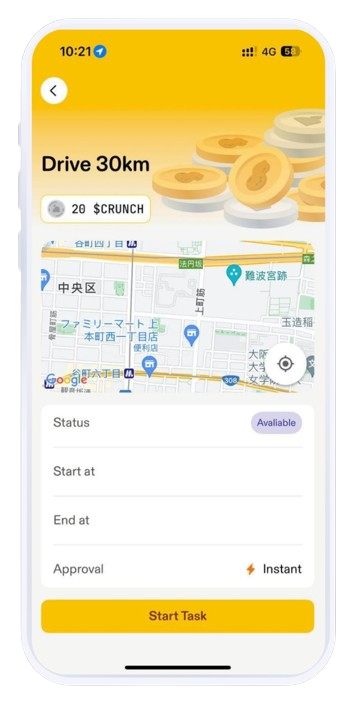 10:21
4G 58
Drive 30km
20 $CRUNCH
谷町四丁目
法円坂
中央区
難波宮跡
上町筋
ファミリーマート 上
本町西一丁目店
便利店
玉造稲
谷町六丁目
308
大阪
大学
女学
Google
Status
Avaliable
Start at
End at
Approval
Instant
Start Task